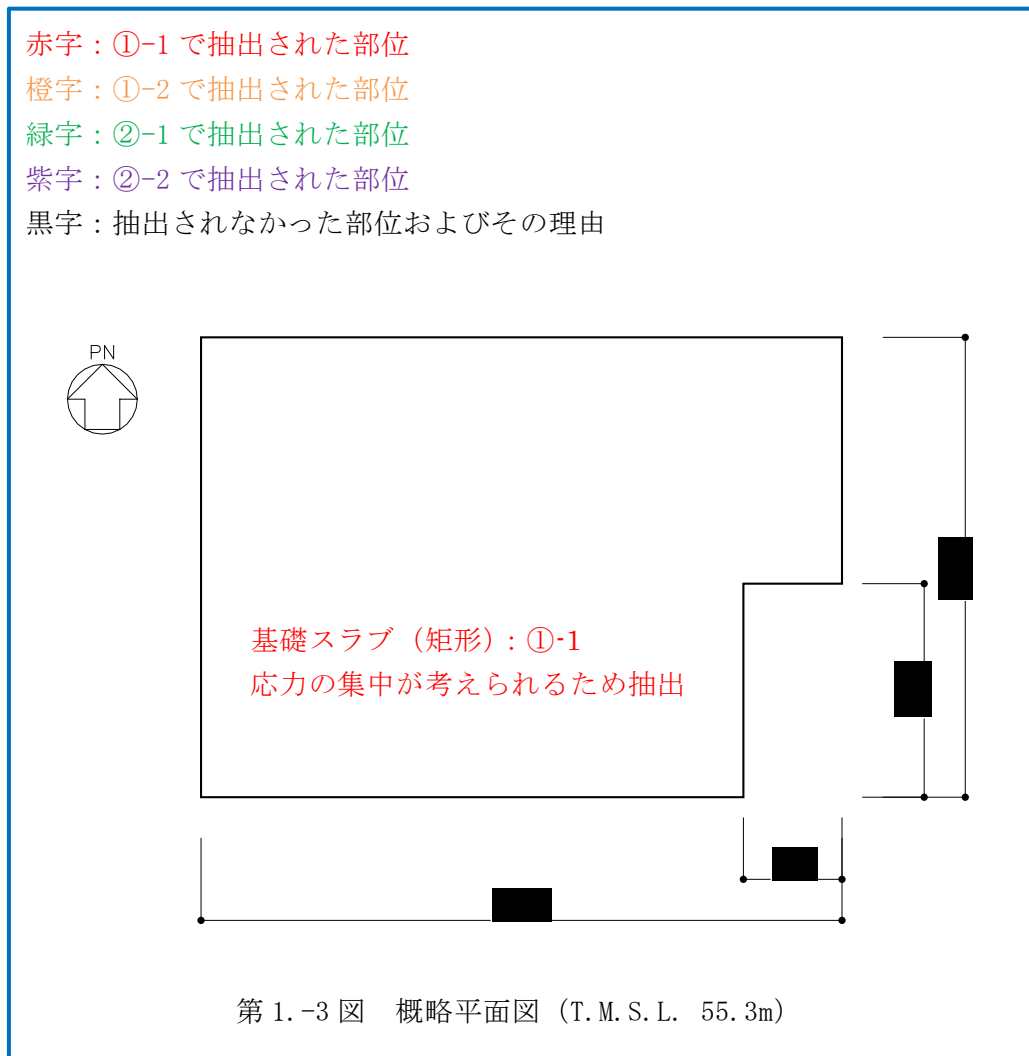 赤字：①-1 で抽出された部位
橙字：①-2 で抽出された部位
緑字：②-1 で抽出された部位
紫字：②-2 で抽出された部位
黒字：抽出されなかった部位およびその理由
PN
基礎スラブ（矩形）：①-1
応力の集中が考えられるため抽出
第 1.-3 図　概略平面図 (T.M.S.L. 55.3m)